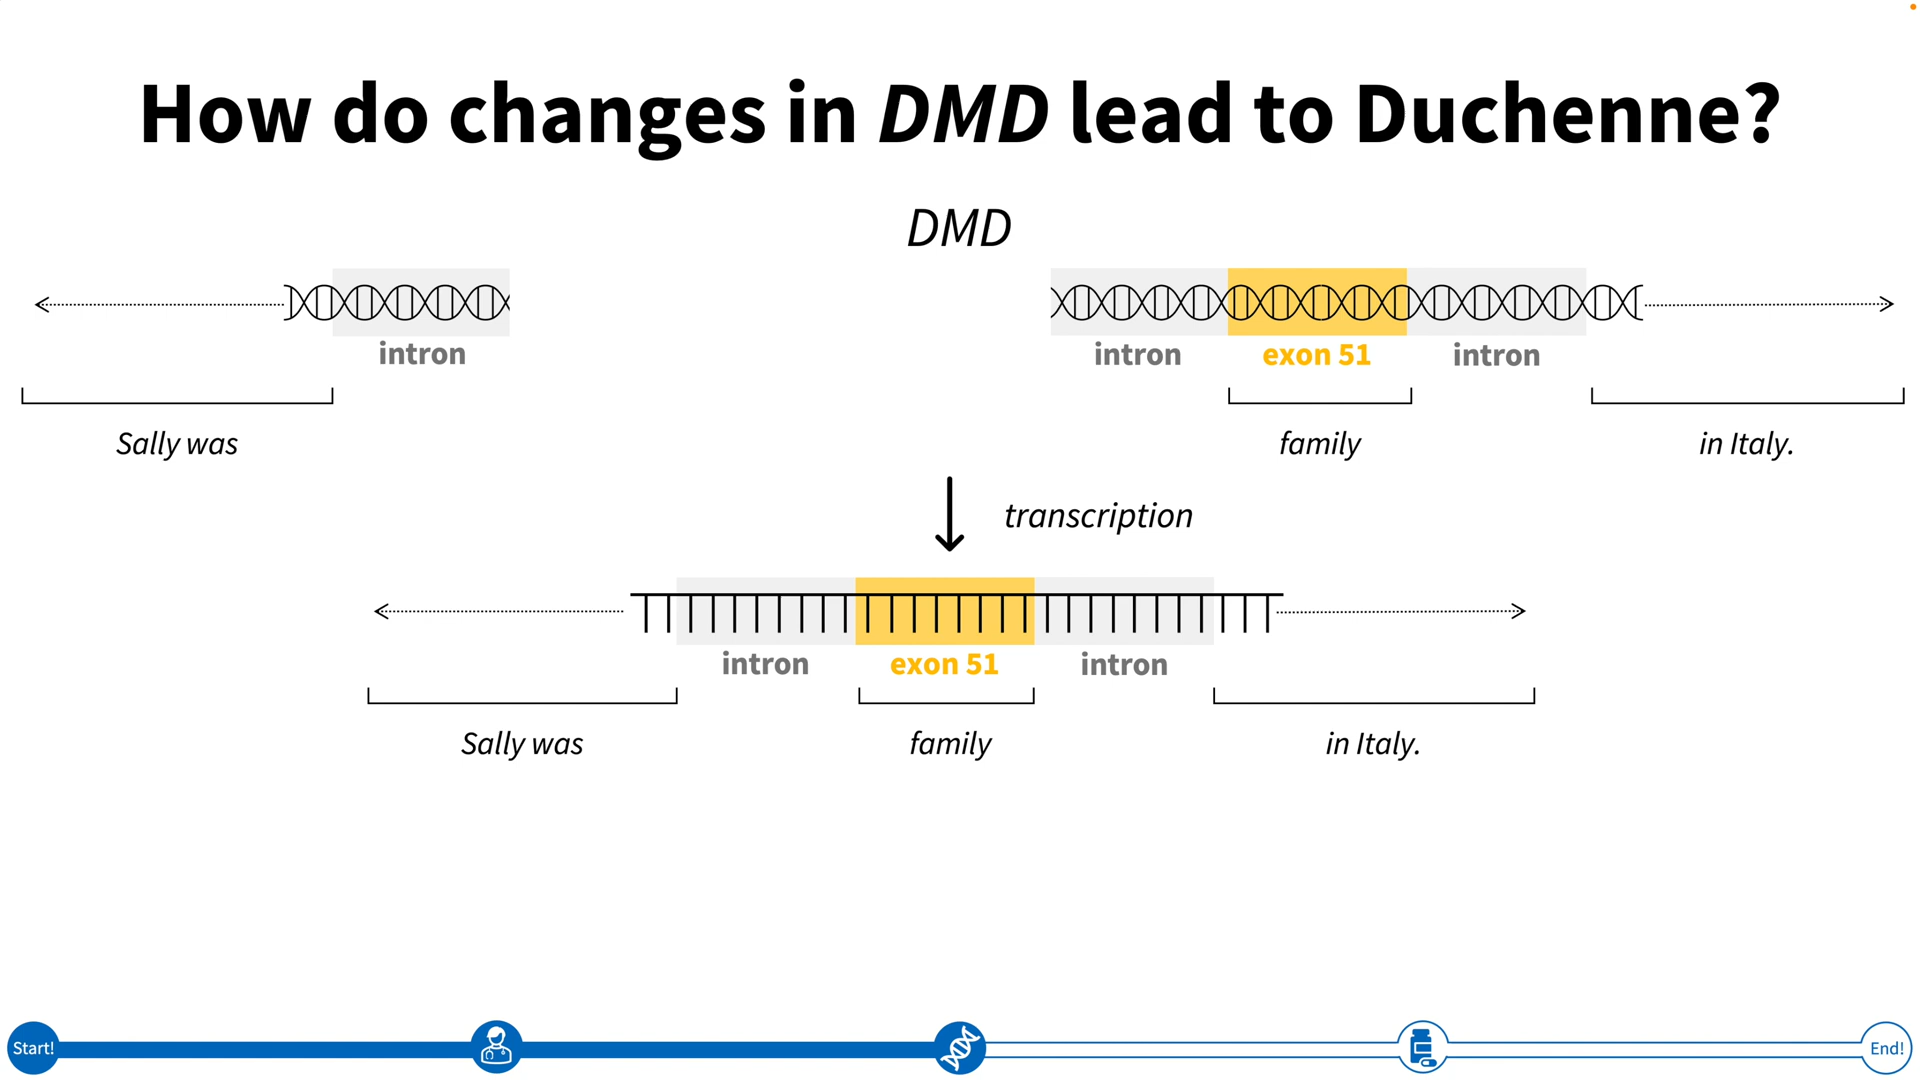 How do changes in DMD lead to Duchenne?
DMD
intron
intron
exon 51
intron
Sally was
family
in Italy.
transcription
intron
exon 51
intron
Sally was
family
in Italy.
Start!
End!